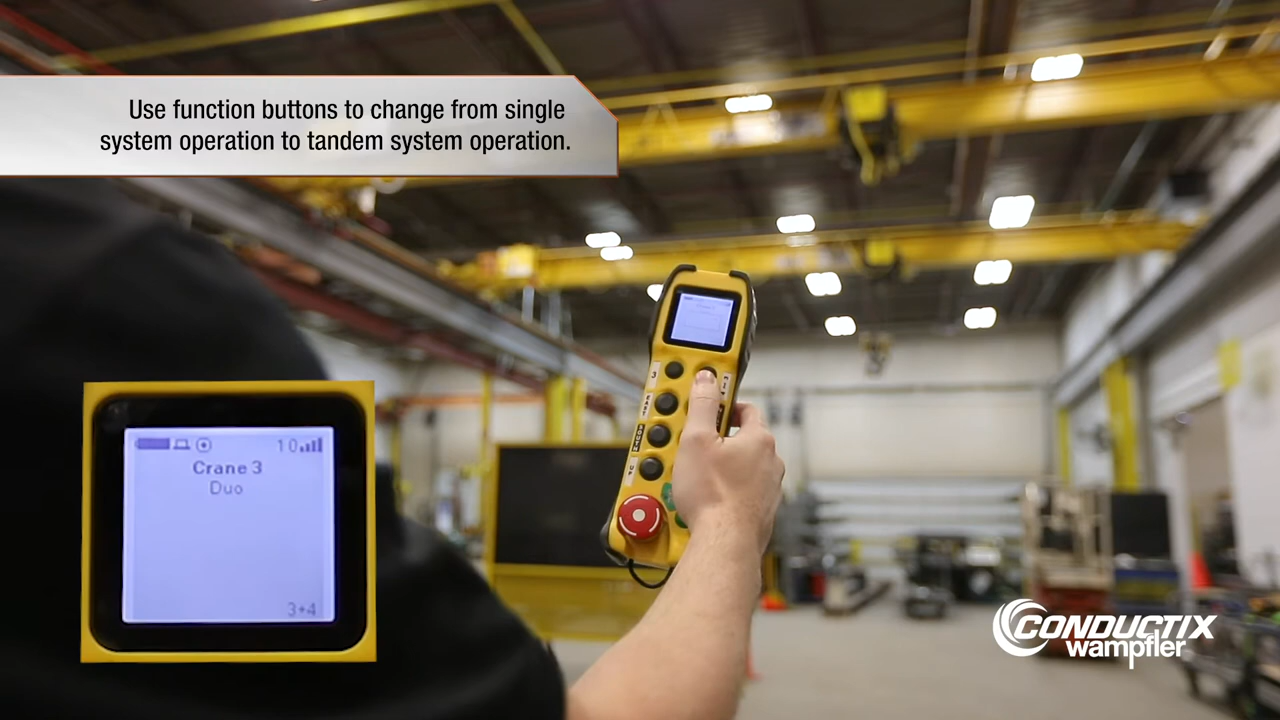 Use function buttons to change from single
system operation to tandem system operation.
10
Crane 3
Duo
3+4
3
CONDUCTIX
wampfler